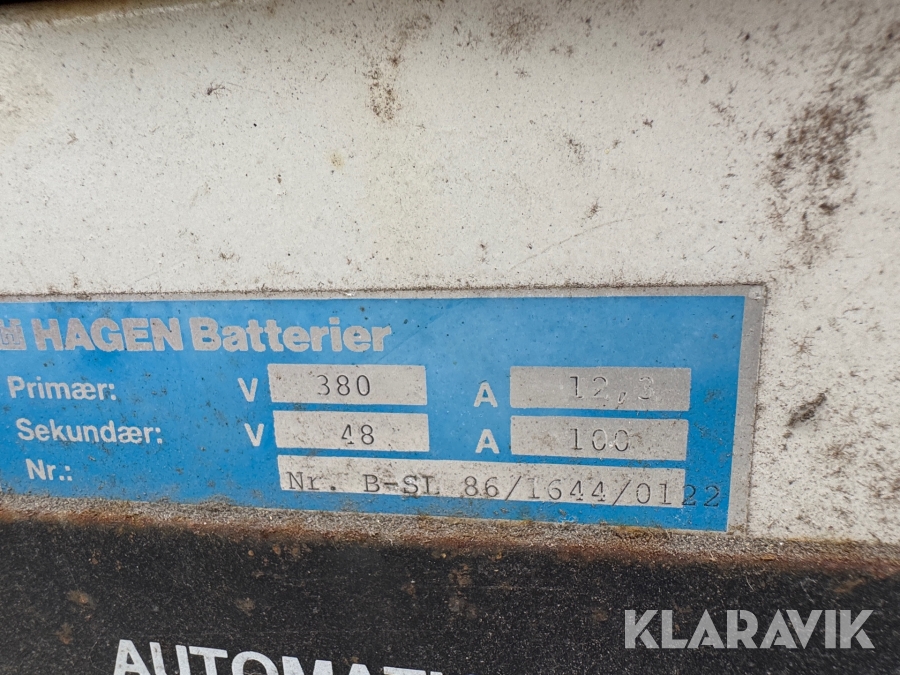 HAGEN Batterier
Primær: V 380 A 12,3
Sekundær: V 48 A 100
Nr.: Nr. B-SL 86/1644/0122
KLARAVIK